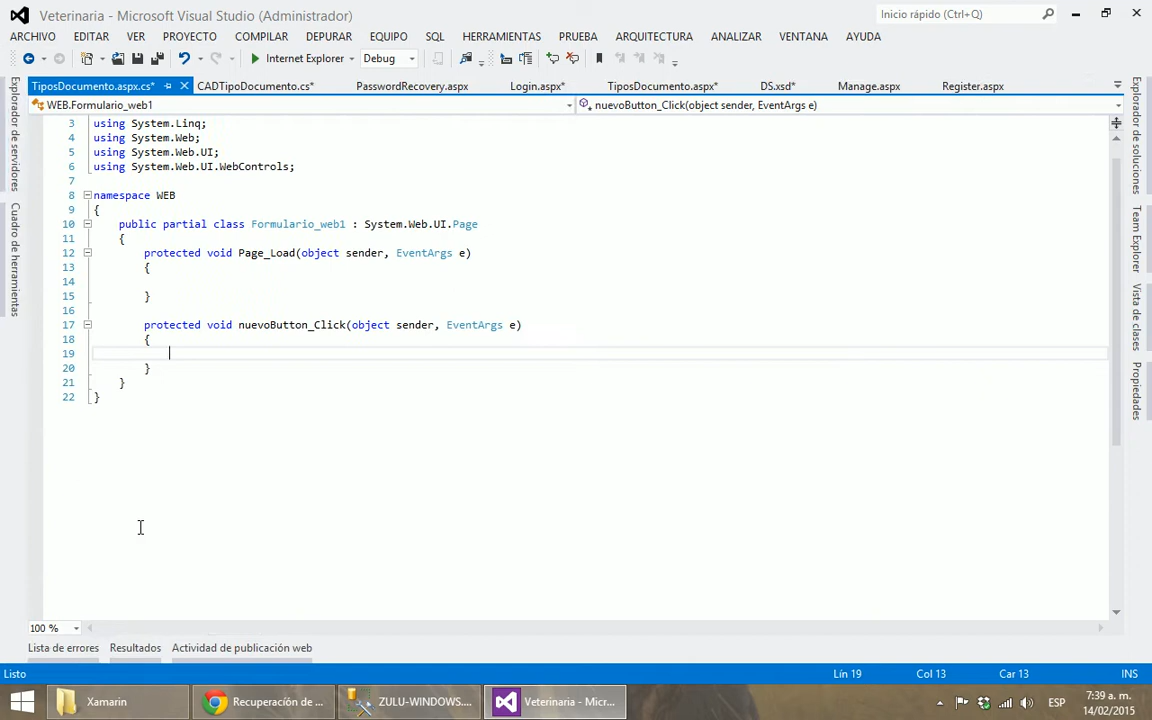 Veterinaria - Microsoft Visual Studio (Administrador)
Inicio rápido (Ctrl+Q)
ARCHIVO EDITAR VER PROYECTO COMPILAR DEPURAR EQUIPO SQL HERRAMIENTAS PRUEBA ARQUITECTURA ANALIZAR VENTANA AYUDA
Internet Explorer Debug
TiposDocumento.aspx.cs* CADTipoDocumento.cs* PasswordRecovery.aspx Login.aspx* TiposDocumento.aspx* DS.xsd* Manage.aspx Register.aspx
WEB.Formulario_web1 nuevoButton_Click(object sender, EventArgs e)
Explorador de servidores
Cuadro de herramientas
3 using System.Linq;
4 using System.Web;
5 using System.Web.UI;
6 using System.Web.UI.WebControls;
7
8 namespace WEB
9 {
10 public partial class Formulario_web1 : System.Web.UI.Page
11 {
12 protected void Page_Load(object sender, EventArgs e)
13 {
14
15 }
16
17 protected void nuevoButton_Click(object sender, EventArgs e)
18 {
19
20 }
21 }
22 }
Explorador de soluciones
Team Explorer
Vista de clases
Propiedades
100 %
Lista de errores Resultados Actividad de publicación web
Listo Lín 19 Col 13 Car 13 INS
Xamarin Recuperación de ... ZULU-WINDOWS.... Veterinaria - Micr... ESP 7:39 a. m.
14/02/2015